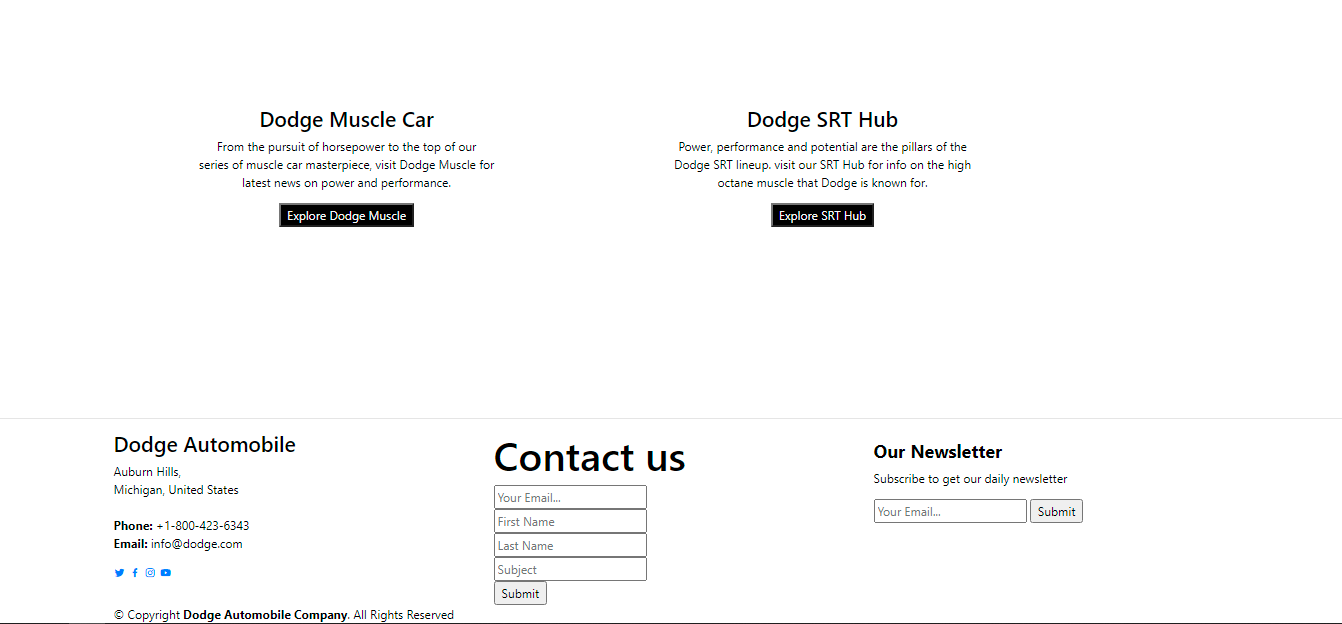 Dodge Muscle Car
From the pursuit of horsepower to the top of our
series of muscle car masterpiece, visit Dodge Muscle for
latest news on power and performance.
Explore Dodge Muscle
Dodge SRT Hub
Power, performance and potential are the pillars of the
Dodge SRT lineup. visit our SRT Hub for info on the high
octane muscle that Dodge is known for.
Explore SRT Hub
Dodge Automobile
Auburn Hills,
Michigan, United States
Phone: +1-800-423-6343
Email: info@dodge.com
© Copyright Dodge Automobile Company. All Rights Reserved
Contact us
Your Email...
First Name
Last Name
Subject
Submit
Our Newsletter
Subscribe to get our daily newsletter
Your Email... Submit